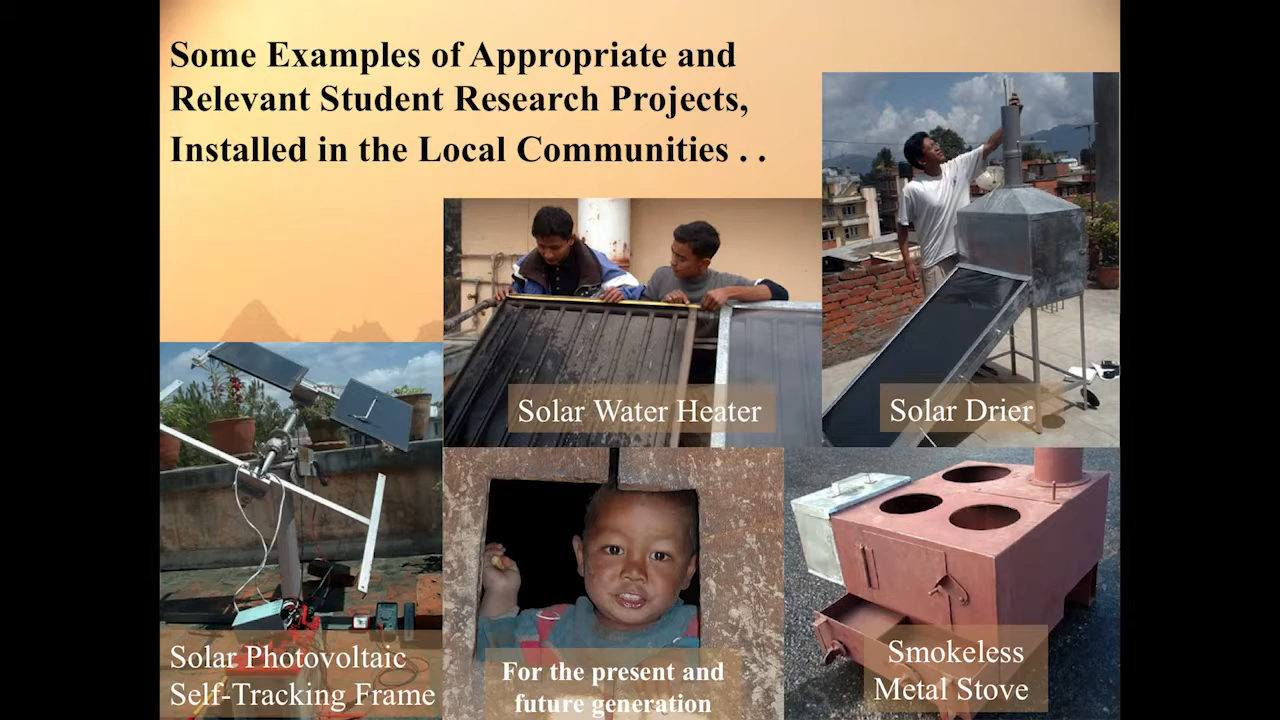 Some Examples of Appropriate and
Relevant Student Research Projects,
Installed in the Local Communities . .
Solar Water Heater
Solar Drier
Solar Photovoltaic
Self-Tracking Frame
For the present and
future generation
Smokeless
Metal Stove